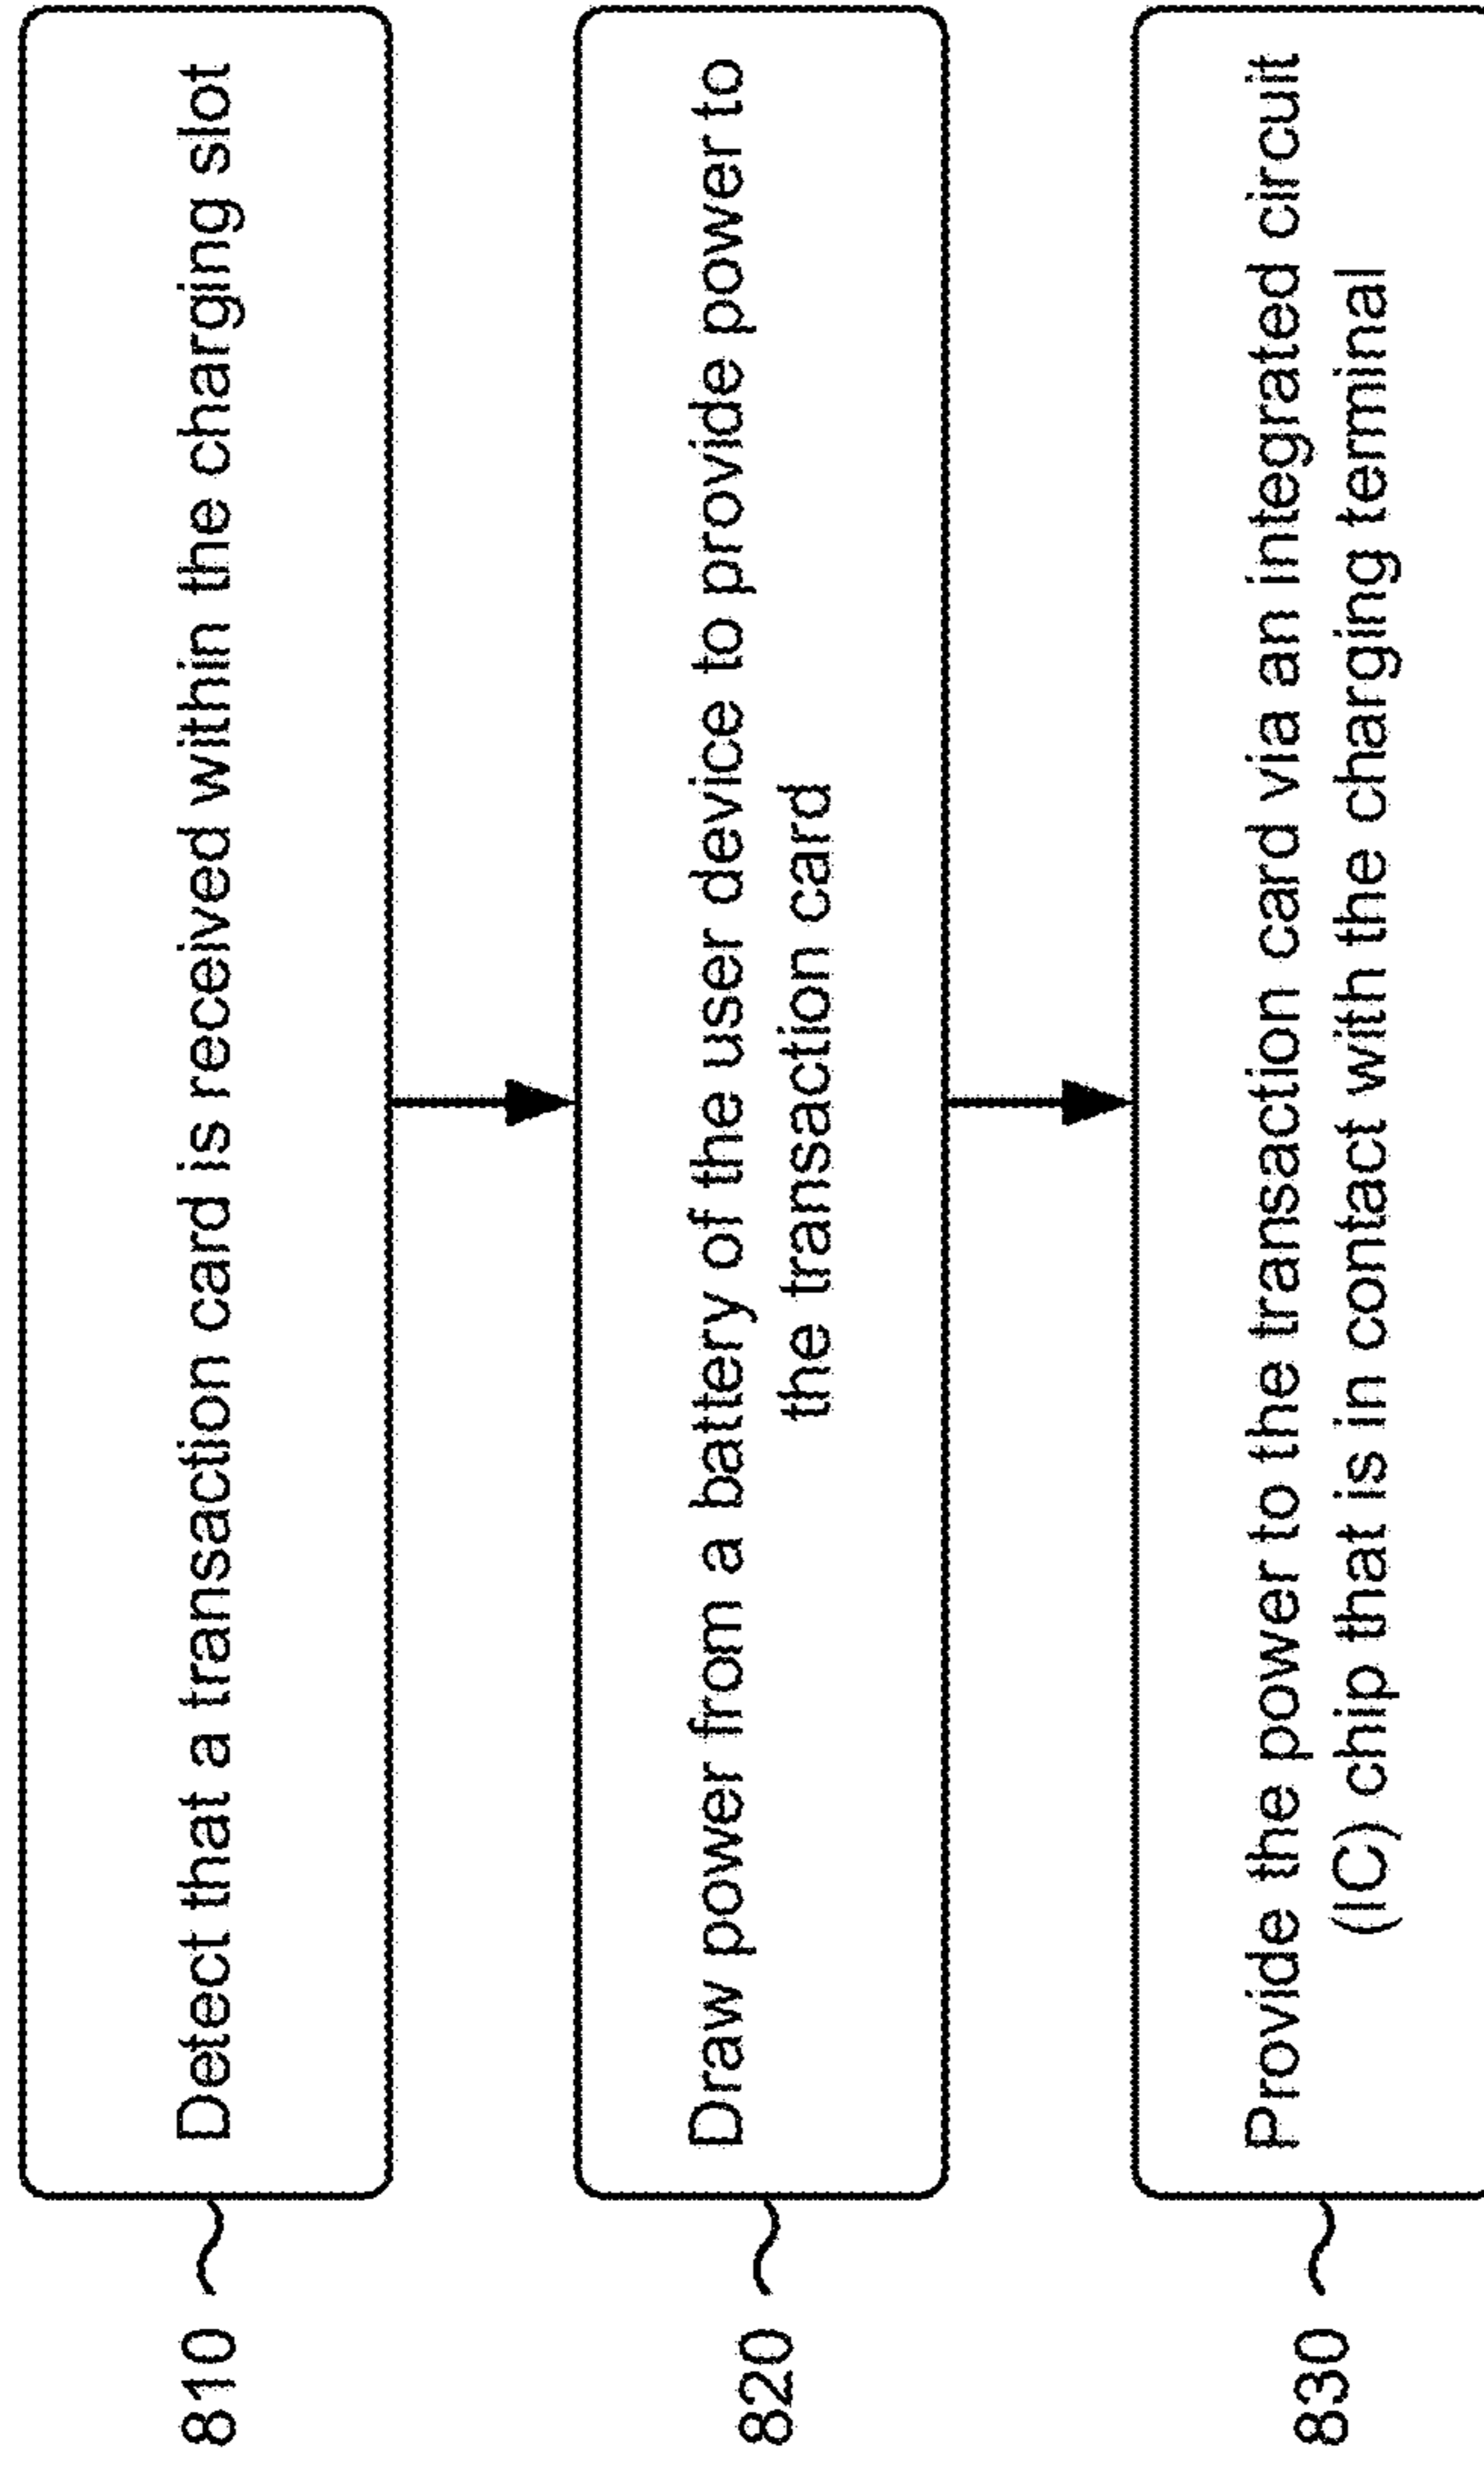 810
Detect that a transaction card is received within the charging slot
820
Draw power from a battery of the user device to provide power to
the transaction card
830
Provide the power to the transaction card via an integrated circuit
(IC) chip that is in contact with the charging terminal